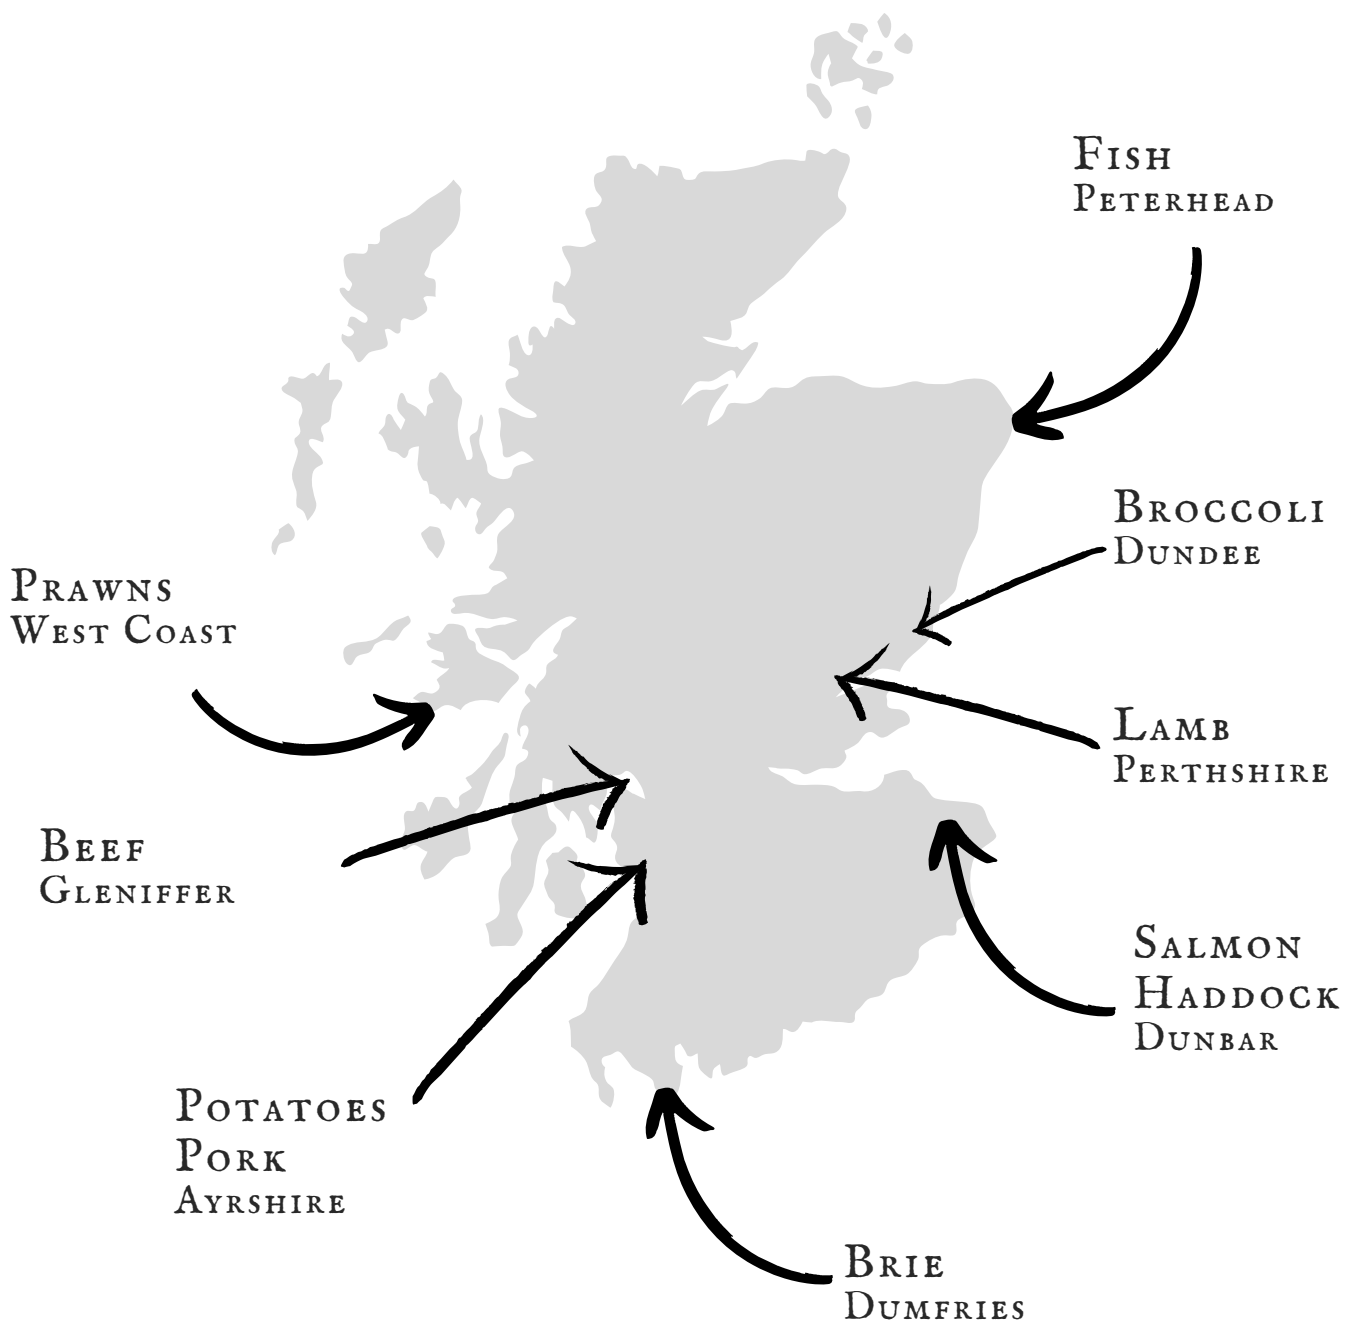 Fish
Peterhead
Broccoli
Dundee
Prawns
West Coast
Lamb
Perthshire
Beef
Gleniffer
Salmon
Haddock
Dunbar
Potatoes
Pork
Ayrshire
Brie
Dumfries